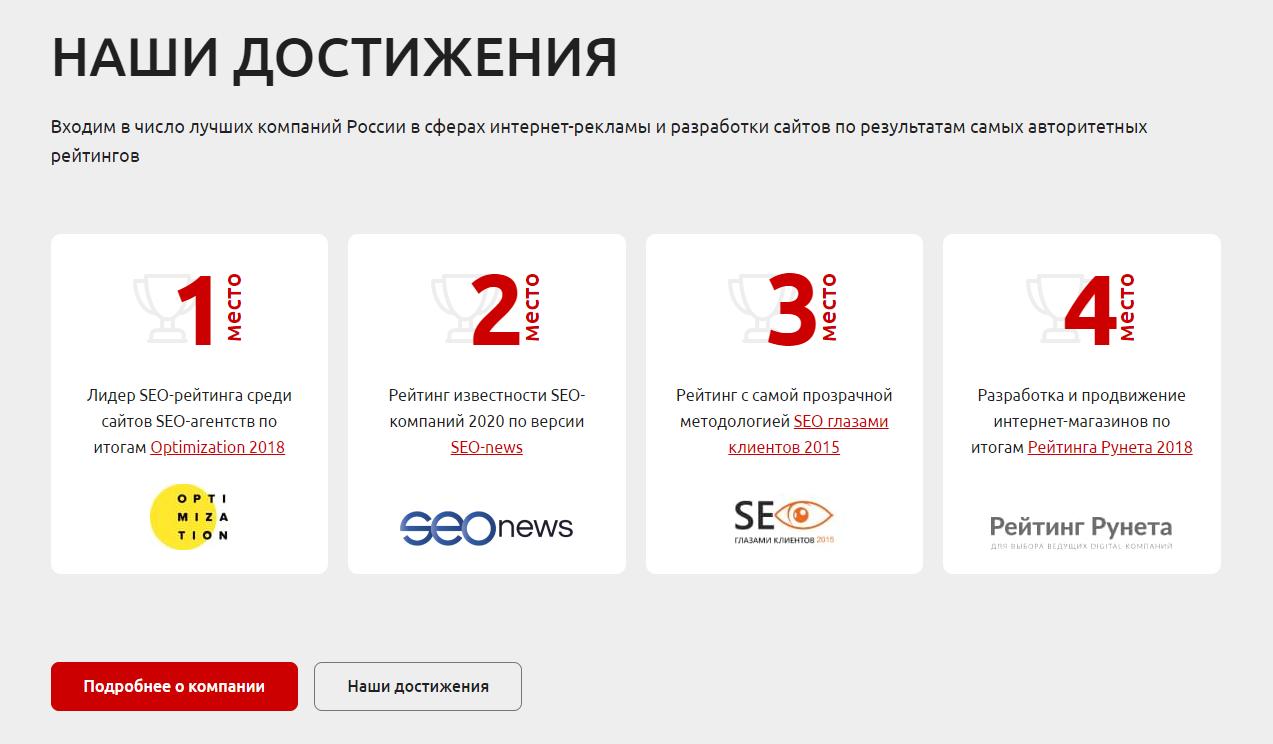 НАШИ ДОСТИЖЕНИЯ
Входим в число лучших компаний России в сферах интернет-рекламы и разработки сайтов по результатам самых авторитетных
рейтингов
1 место
Лидер SEO-рейтинга среди
сайтов SEO-агентств по
итогам Optimization 2018
OPTI
MIZA
TION
2 место
Рейтинг известности SEO-
компаний 2020 по версии
SEO-news
seonews
3 место
Рейтинг с самой прозрачной
методологией SEO глазами
клиентов 2015
SEO
ГЛАЗАМИ КЛИЕНТОВ 2015
4 место
Разработка и продвижение
интернет-магазинов по
итогам Рейтинга Рунета 2018
Рейтинг Рунета
ДЛЯ ВЫБОРА ВЕДУЩИХ DIGITAL-КОМПАНИЙ
Подробнее о компании
Наши достижения